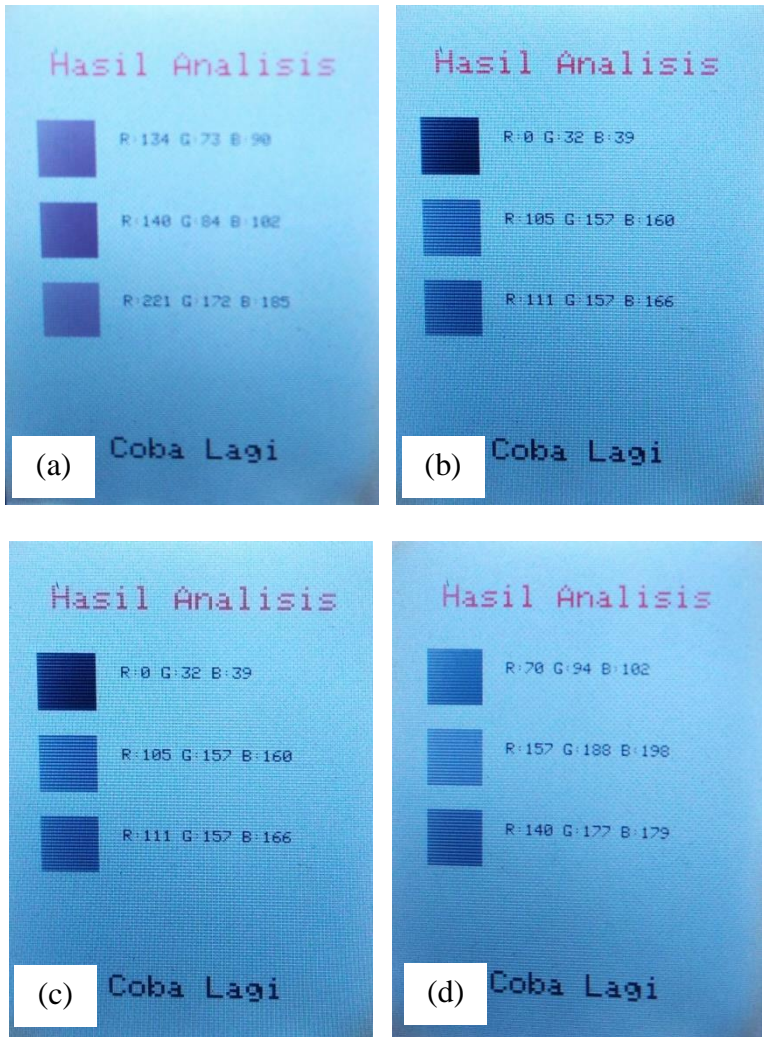 Hasil Analisis
R:134 G:73 B:90
R:140 G:84 B:102
R:221 G:172 B:185
Coba Lagi
(a)
Hasil Analisis
R:0 G:32 B:39
R:105 G:157 B:160
R:111 G:157 B:166
Coba Lagi
(b)
Hasil Analisis
R:0 G:32 B:39
R:105 G:157 B:160
R:111 G:157 B:166
Coba Lagi
(c)
Hasil Analisis
R:70 G:94 B:102
R:157 G:188 B:198
R:140 G:177 B:179
Coba Lagi
(d)